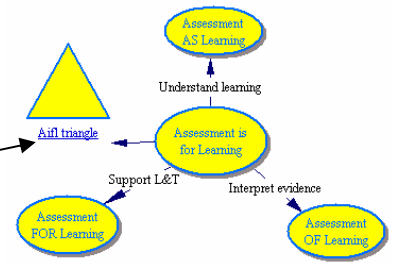 Assessment
AS Learning
Understand learning
Aifl triangle
Assessment is
for Learning
Support L&T
Interpret evidence
Assessment
FOR Learning
Assessment
OF Learning